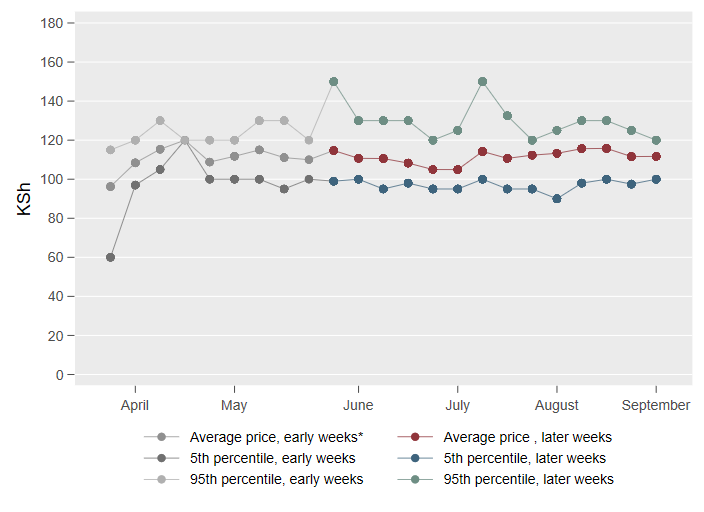 180
160
140
120
100
80
60
40
20
0
KSh
April May June July August September
Average price, early weeks* Average price , later weeks
5th percentile, early weeks 5th percentile, later weeks
95th percentile, early weeks 95th percentile, later weeks